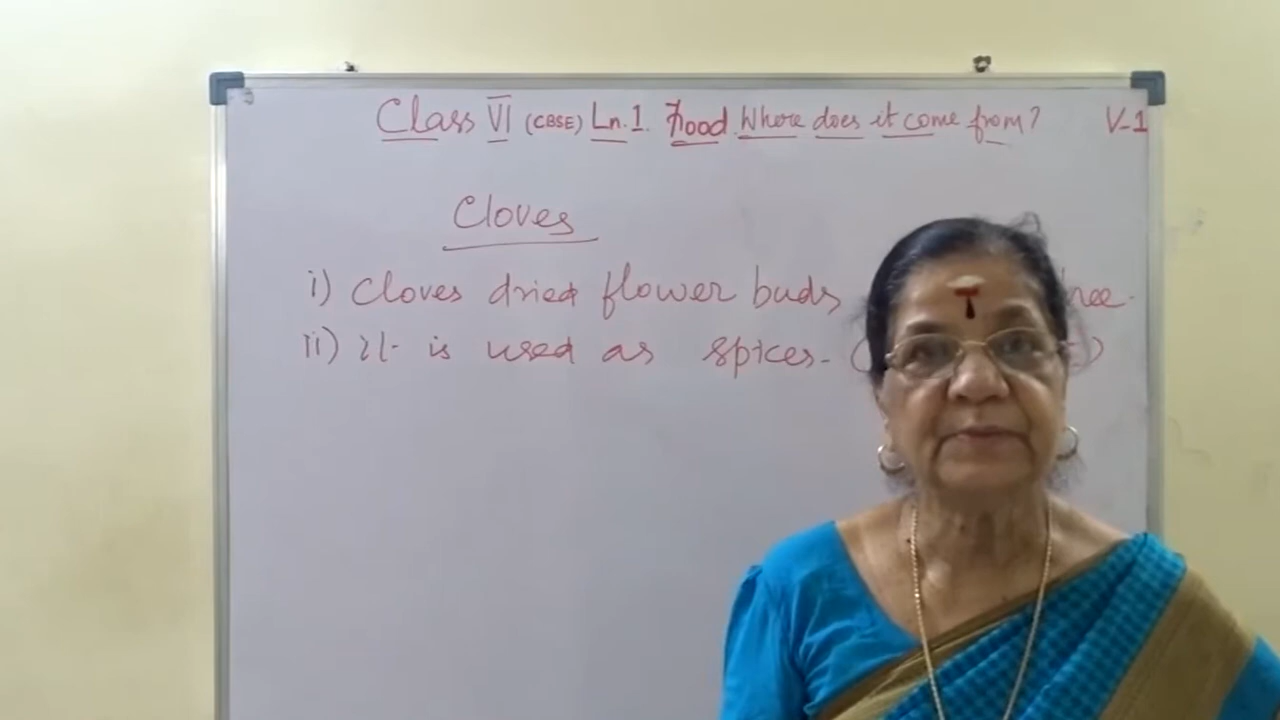 Class VI (CBSE) Ln.1. Food Where does it come from? V-1
Cloves
i) Cloves dried flower buds
ii) It is used as spices.